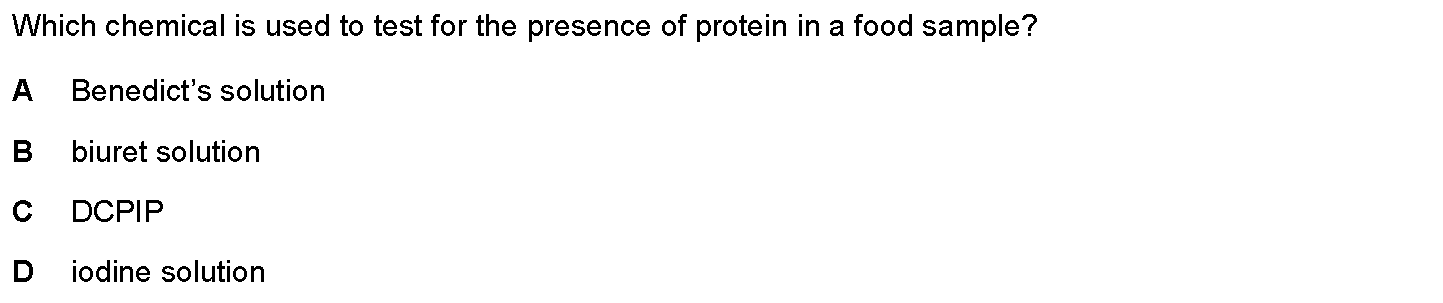 Which chemical is used to test for the presence of protein in a food sample?
A Benedict’s solution
B biuret solution
C DCPIP
D iodine solution